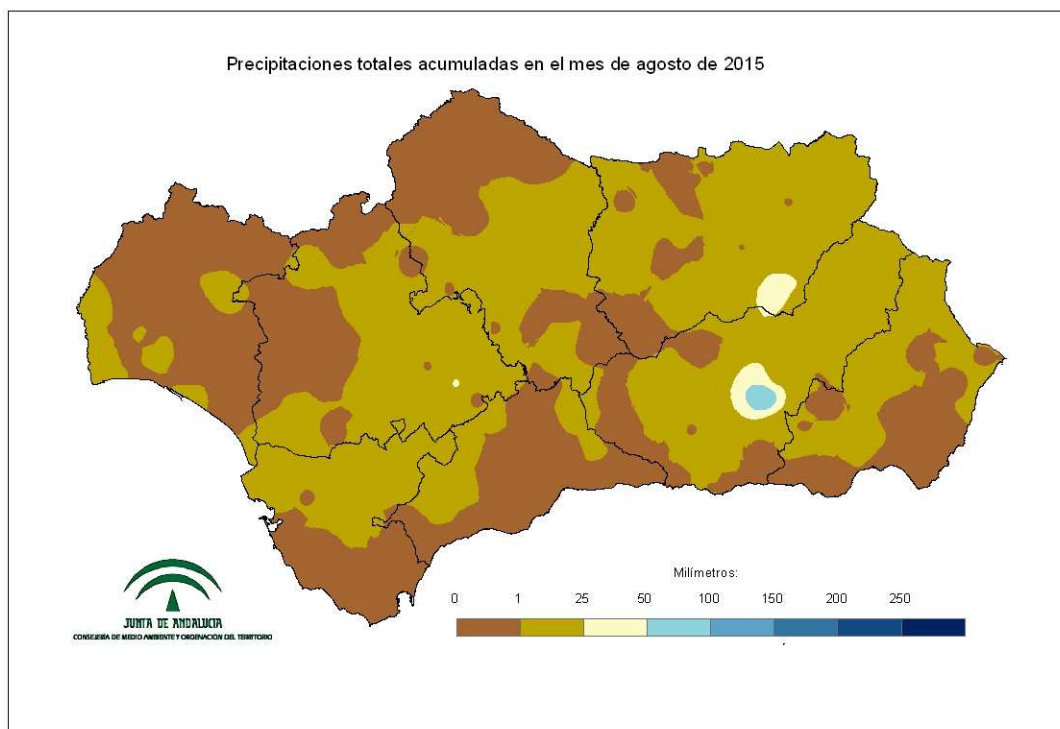 Precipitaciones totales acumuladas en el mes de agosto de 2015
Milímetros:
0 1 25 50 100 150 200 250
JUNTA DE ANDALUCIA
CONSEJERÍA DE MEDIO AMBIENTE Y ORDENACIÓN DEL TERRITORIO